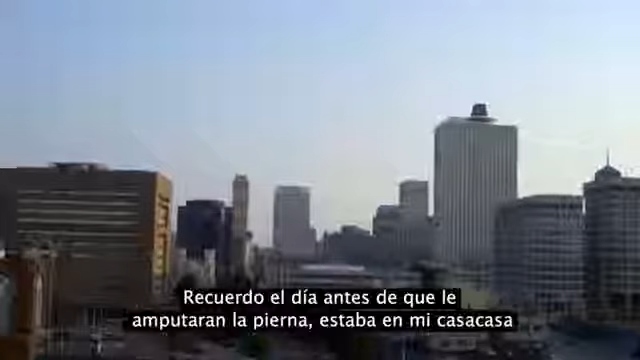 Recuerdo el día antes de que le
amputaran la pierna, estaba en mi casacasa